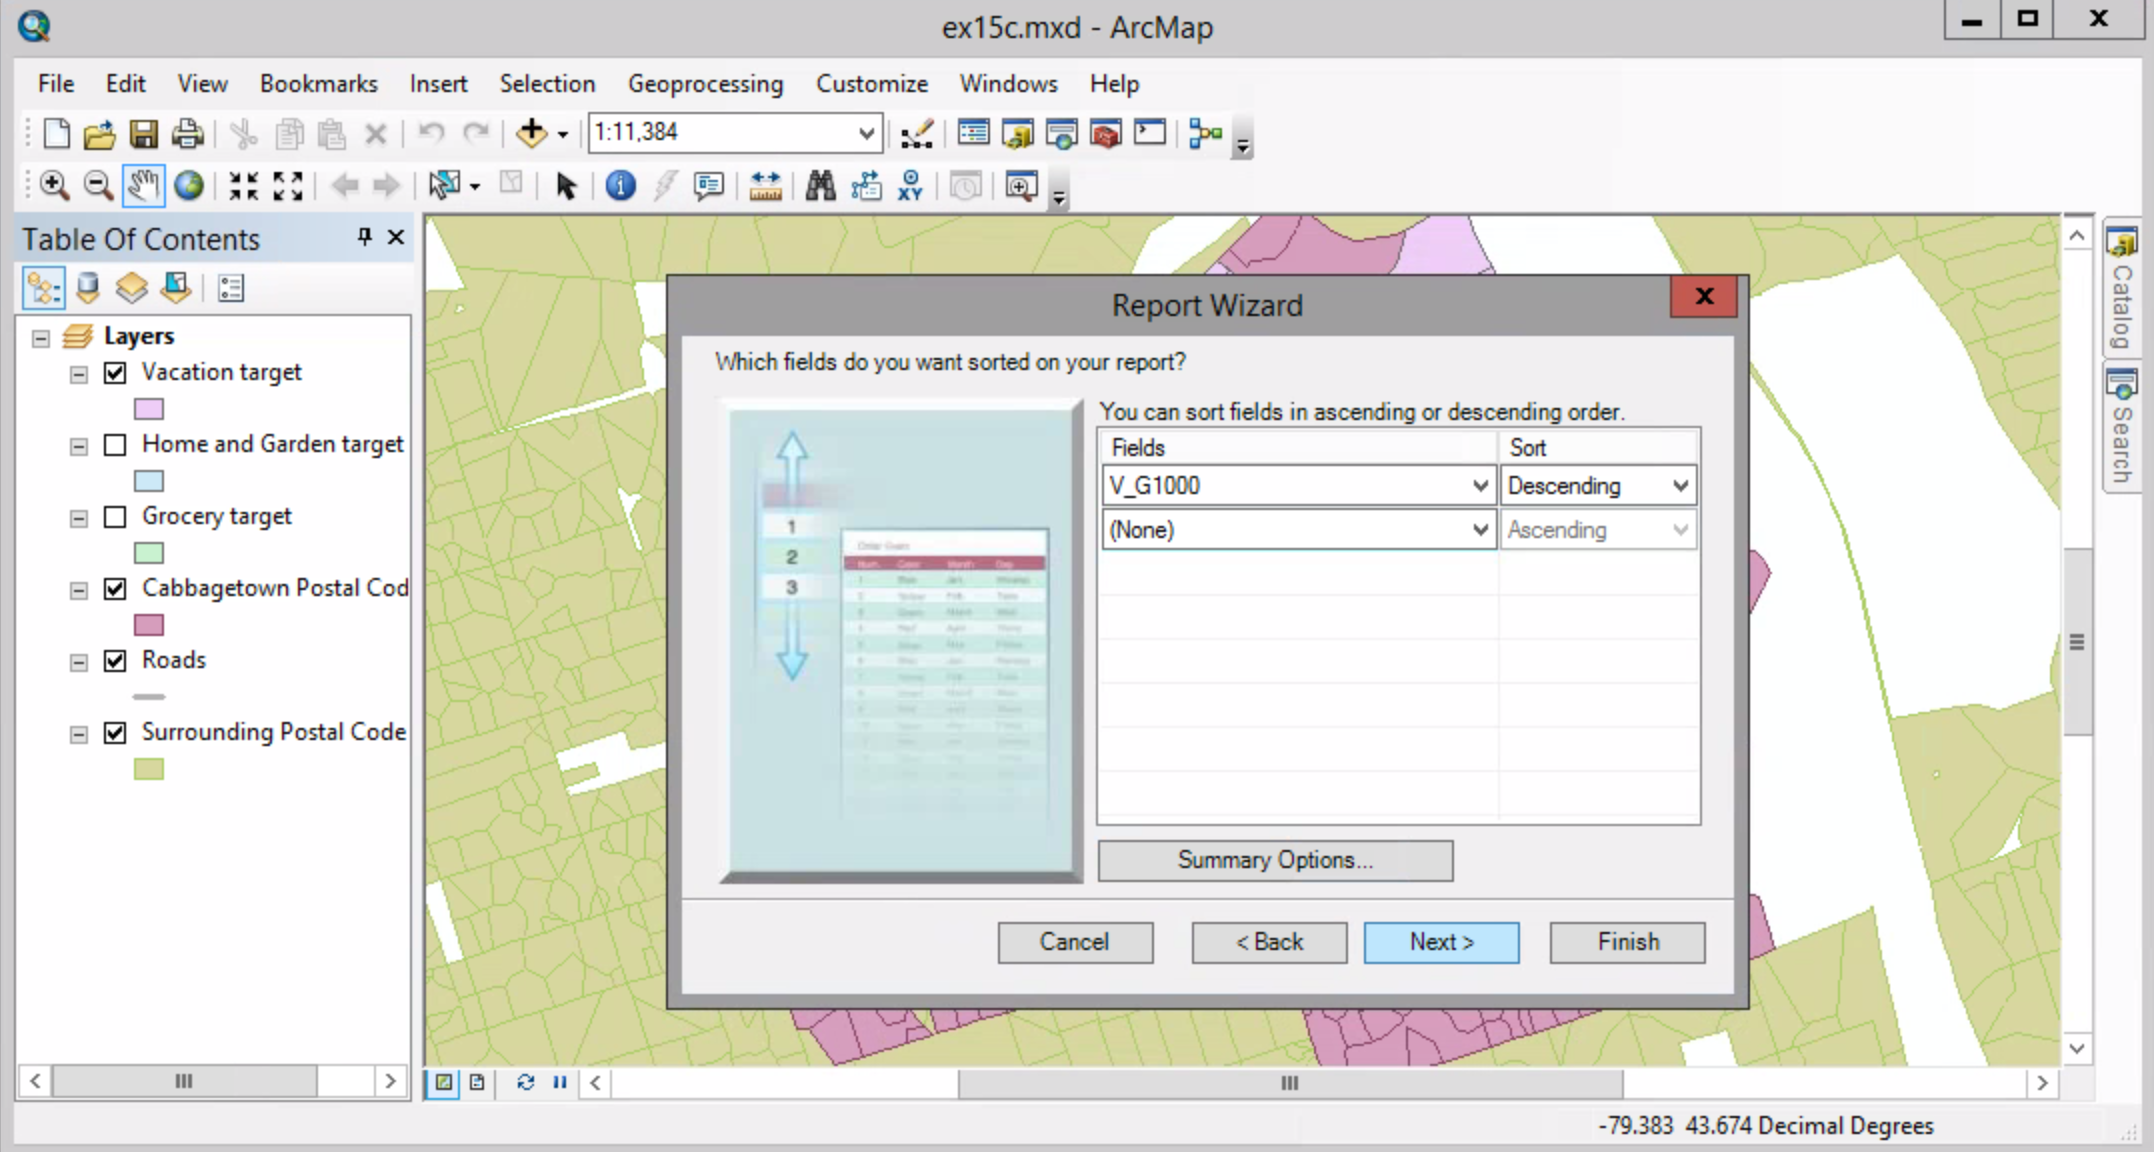 ex15c.mxd - ArcMap
File Edit View Bookmarks Insert Selection Geoprocessing Customize Windows Help
1:11,384
XY
Table Of Contents
Layers
Vacation target
Home and Garden target
Grocery target
Cabbagetown Postal Cod
Roads
Surrounding Postal Code
Report Wizard
Which fields do you want sorted on your report?
You can sort fields in ascending or descending order.
Fields Sort
V_G1000 Descending
(None) Ascending
1
2
3
Summary Options...
Cancel < Back Next > Finish
Catalog
Search
-79.383 43.674 Decimal Degrees